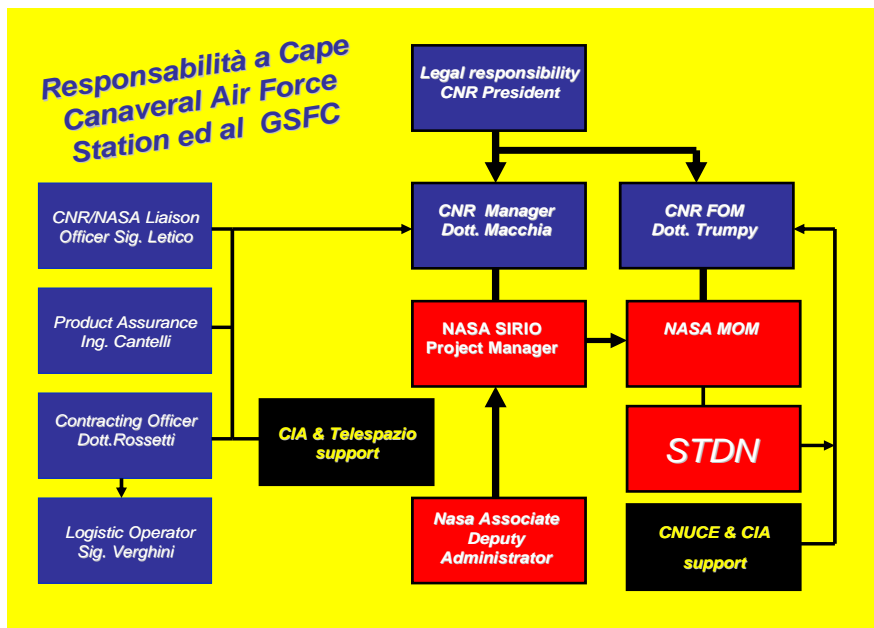 Responsabilità a Cape
Canaveral Air Force
Station ed al GSFC
Legal responsibility
CNR President
CNR/NASA Liaison
Officer Sig. Letico
CNR Manager
Dott. Macchia
CNR FOM
Dott. Trumpy
Product Assurance
Ing. Cantelli
NASA SIRIO
Project Manager
NASA MOM
Contracting Officer
Dott.Rossetti
CIA & Telespazio
support
STDN
Logistic Operator
Sig. Verghini
Nasa Associate
Deputy
Administrator
CNUCE & CIA
support